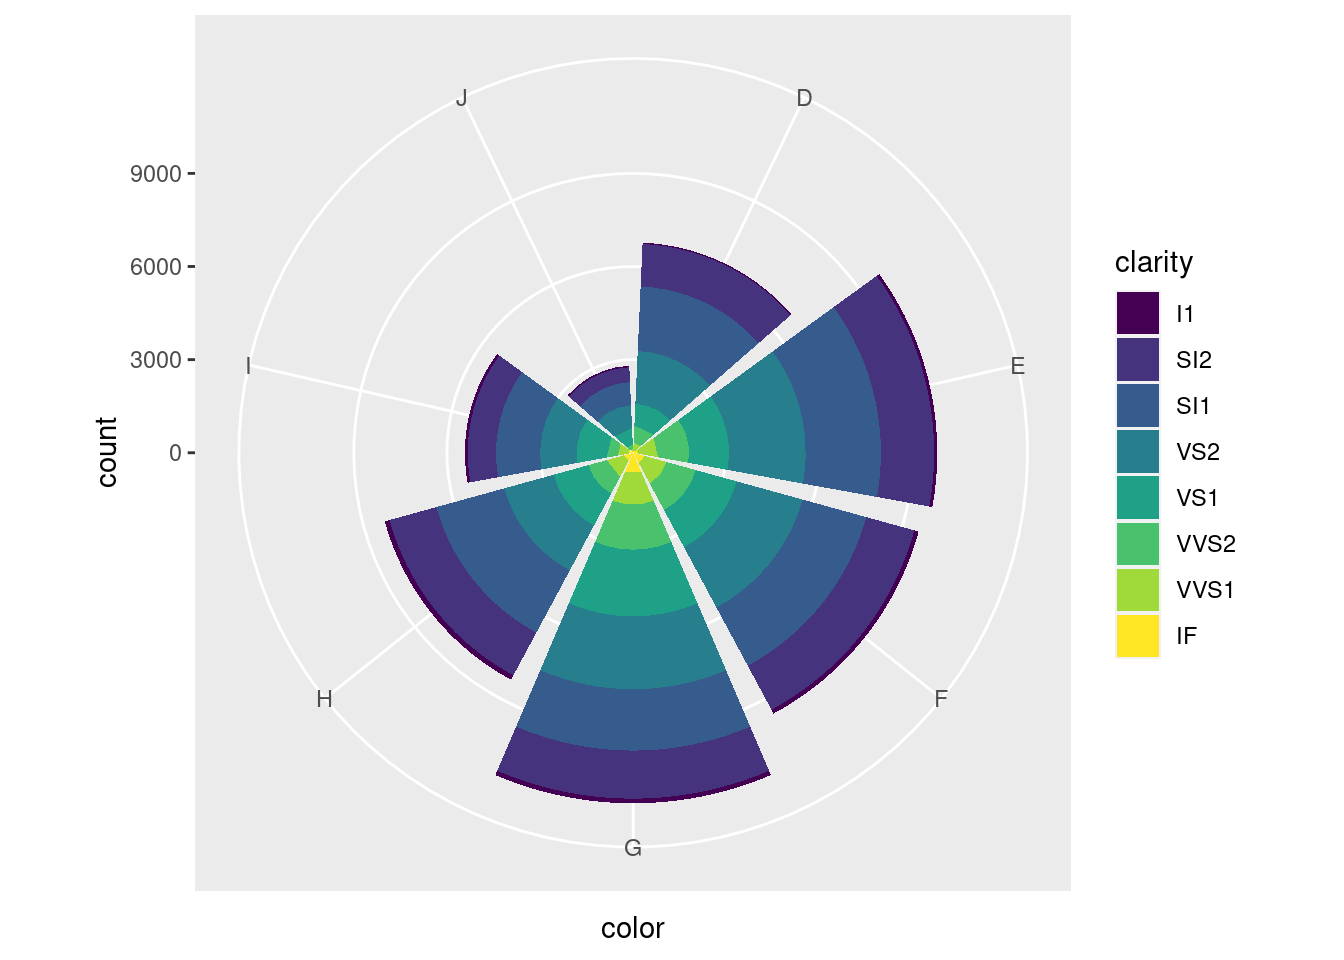 J
D
9000
6000
3000
0
I
E
H
F
G
count
color
clarity
I1
SI2
SI1
VS2
VS1
VVS2
VVS1
IF